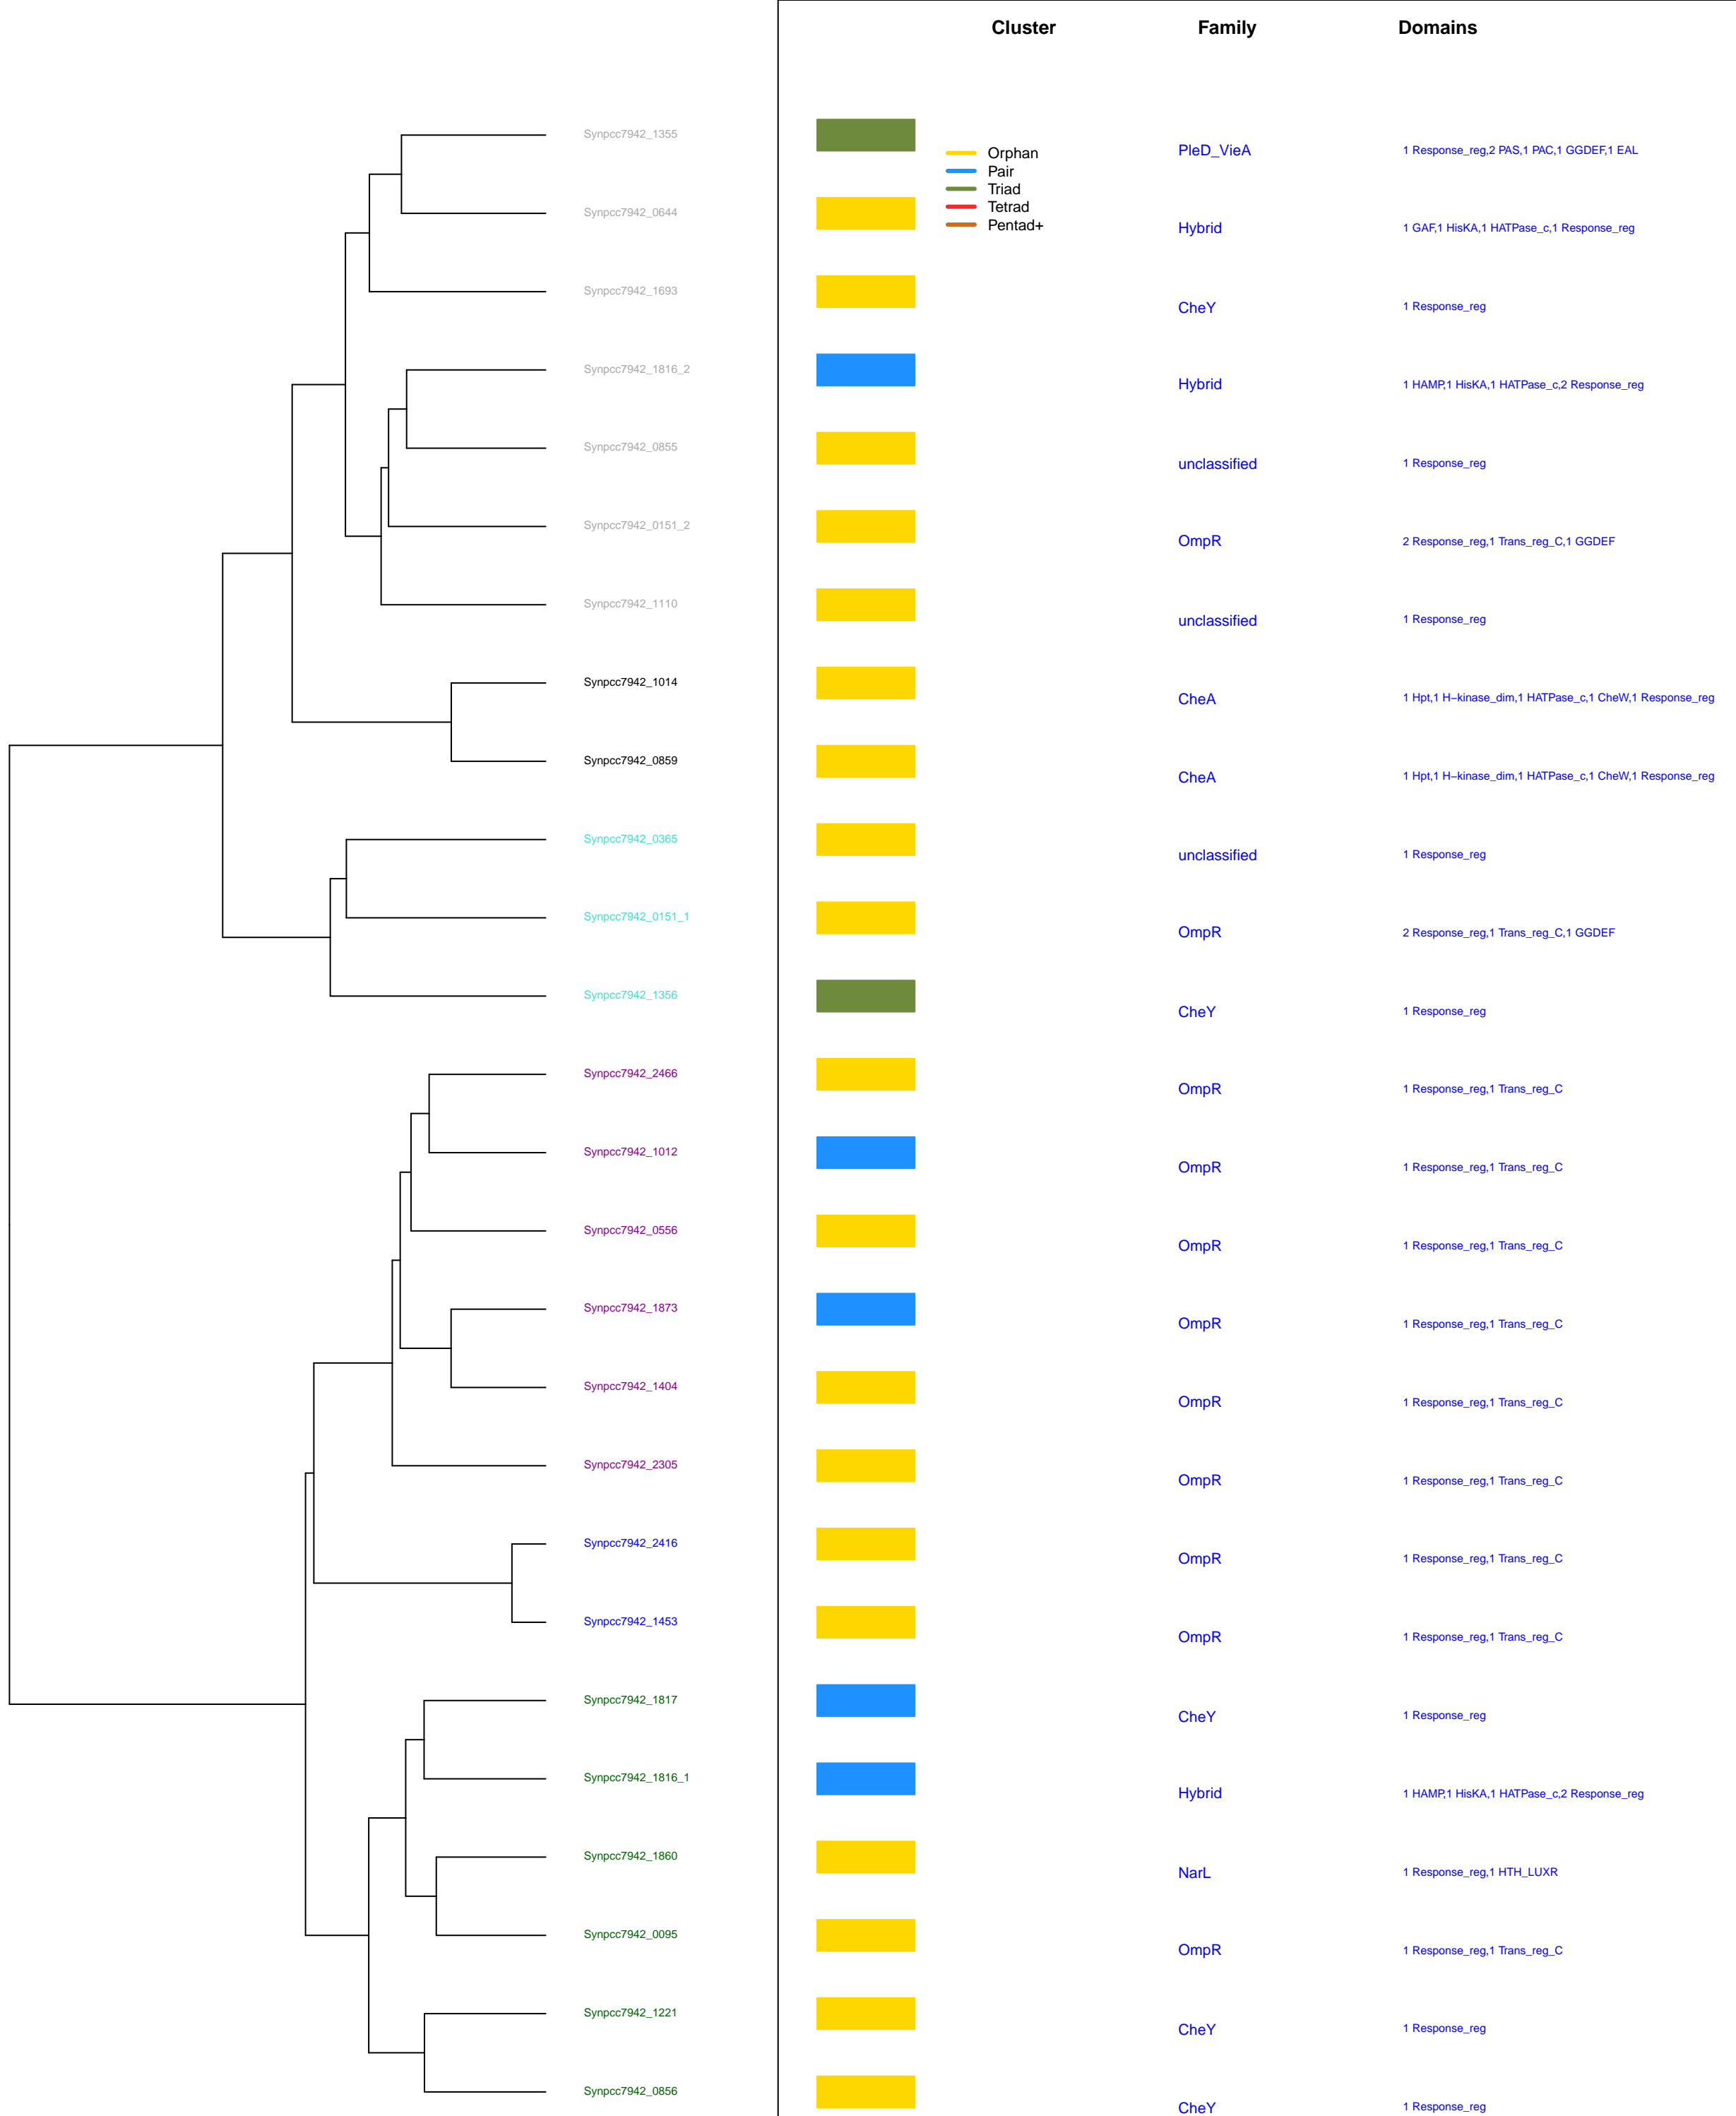 Cluster Family Domains
Synpcc7942_1355 PleD_VieA 1 Response_reg,2 PAS,1 PAC,1 GGDEF,1 EAL
Orphan
Pair
Triad
Tetrad
Pentad+
Synpcc7942_0644 Hybrid 1 GAF,1 HisKA,1 HATPase_c,1 Response_reg
Synpcc7942_1693 CheY 1 Response_reg
Synpcc7942_1816_2 Hybrid 1 HAMP,1 HisKA,1 HATPase_c,2 Response_reg
Synpcc7942_0855 unclassified 1 Response_reg
Synpcc7942_0151_2 OmpR 2 Response_reg,1 Trans_reg_C,1 GGDEF
Synpcc7942_1110 unclassified 1 Response_reg
Synpcc7942_1014 CheA 1 Hpt,1 H−kinase_dim,1 HATPase_c,1 CheW,1 Response_reg
Synpcc7942_0859 CheA 1 Hpt,1 H−kinase_dim,1 HATPase_c,1 CheW,1 Response_reg
Synpcc7942_0365 unclassified 1 Response_reg
Synpcc7942_0151_1 OmpR 2 Response_reg,1 Trans_reg_C,1 GGDEF
Synpcc7942_1356 CheY 1 Response_reg
Synpcc7942_2466 OmpR 1 Response_reg,1 Trans_reg_C
Synpcc7942_1012 OmpR 1 Response_reg,1 Trans_reg_C
Synpcc7942_0556 OmpR 1 Response_reg,1 Trans_reg_C
Synpcc7942_1873 OmpR 1 Response_reg,1 Trans_reg_C
Synpcc7942_1404 OmpR 1 Response_reg,1 Trans_reg_C
Synpcc7942_2305 OmpR 1 Response_reg,1 Trans_reg_C
Synpcc7942_2416 OmpR 1 Response_reg,1 Trans_reg_C
Synpcc7942_1453 OmpR 1 Response_reg,1 Trans_reg_C
Synpcc7942_1817 CheY 1 Response_reg
Synpcc7942_1816_1 Hybrid 1 HAMP,1 HisKA,1 HATPase_c,2 Response_reg
Synpcc7942_1860 NarL 1 Response_reg,1 HTH_LUXR
Synpcc7942_0095 OmpR 1 Response_reg,1 Trans_reg_C
Synpcc7942_1221 CheY 1 Response_reg
Synpcc7942_0856 CheY 1 Response_reg